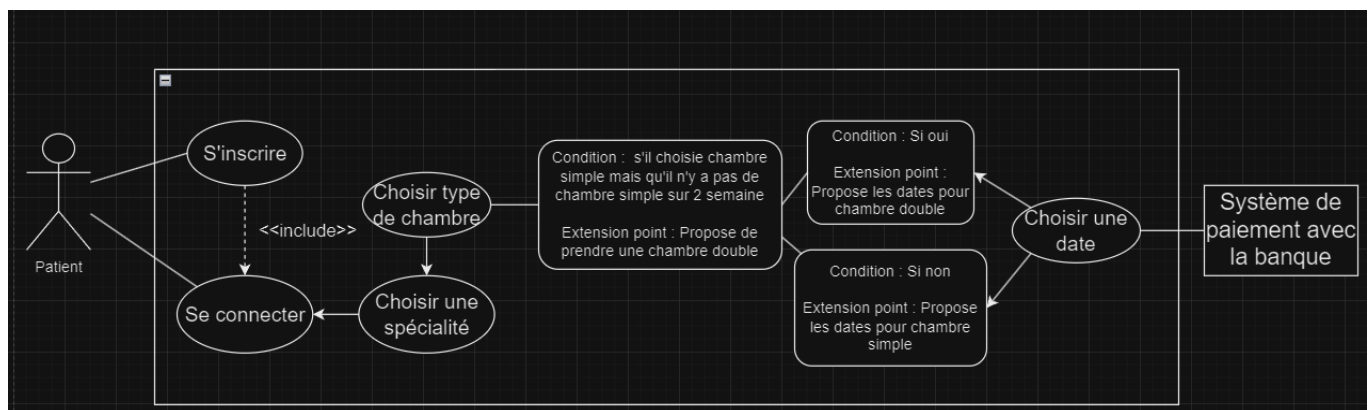 Patient
S'inscrire
<<include>>
Se connecter
Choisir type
de chambre
Choisir une
spécialité
Condition : s'il choisie chambre
simple mais qu'il n'y a pas de
chambre simple sur 2 semaine
Extension point : Propose de
prendre une chambre double
Condition : Si oui
Extension point :
Propose les dates pour
chambre double
Condition : Si non
Extension point : Propose
les dates pour chambre
simple
Choisir une
date
Système de
paiement avec
la banque